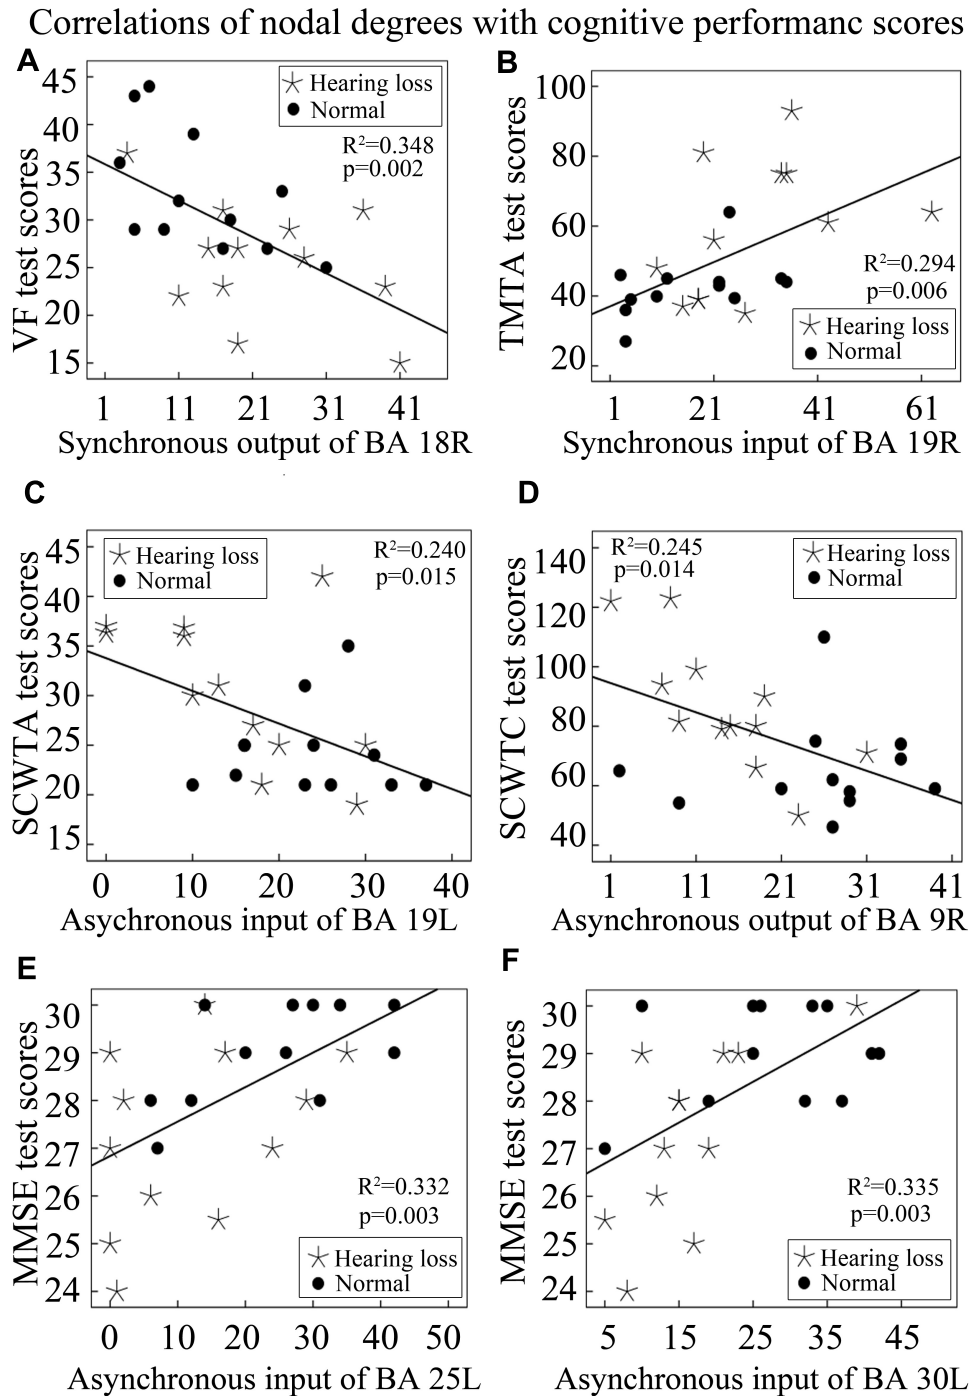 Correlations of nodal degrees with cognitive performanc scores
A
VF test scores
45
40
35
30
25
20
15
Hearing loss
Normal
R²=0.348
p=0.002
1 11 21 31 41
Synchronous output of BA 18R
B
TMTA test scores
100
80
60
40
20
R²=0.294
p=0.006
Hearing loss
Normal
1 21 41 61
Synchronous input of BA 19R
C
SCWTA test scores
45
40
35
30
25
20
15
Hearing loss
Normal
R²=0.240
p=0.015
0 10 20 30 40
Asychronous input of BA 19L
D
SCWTC test scores
140
120
100
80
60
40
R²=0.245
p=0.014
Hearing loss
Normal
1 11 21 31 41
Asynchronous output of BA 9R
E
MMSE test scores
30
29
28
27
26
25
24
R²=0.332
p=0.003
Hearing loss
Normal
0 10 20 30 40 50
Asynchronous input of BA 25L
F
MMSE test scores
30
29
28
27
26
25
24
R²=0.335
p=0.003
Hearing loss
Normal
5 15 25 35 45
Asynchronous input of BA 30L